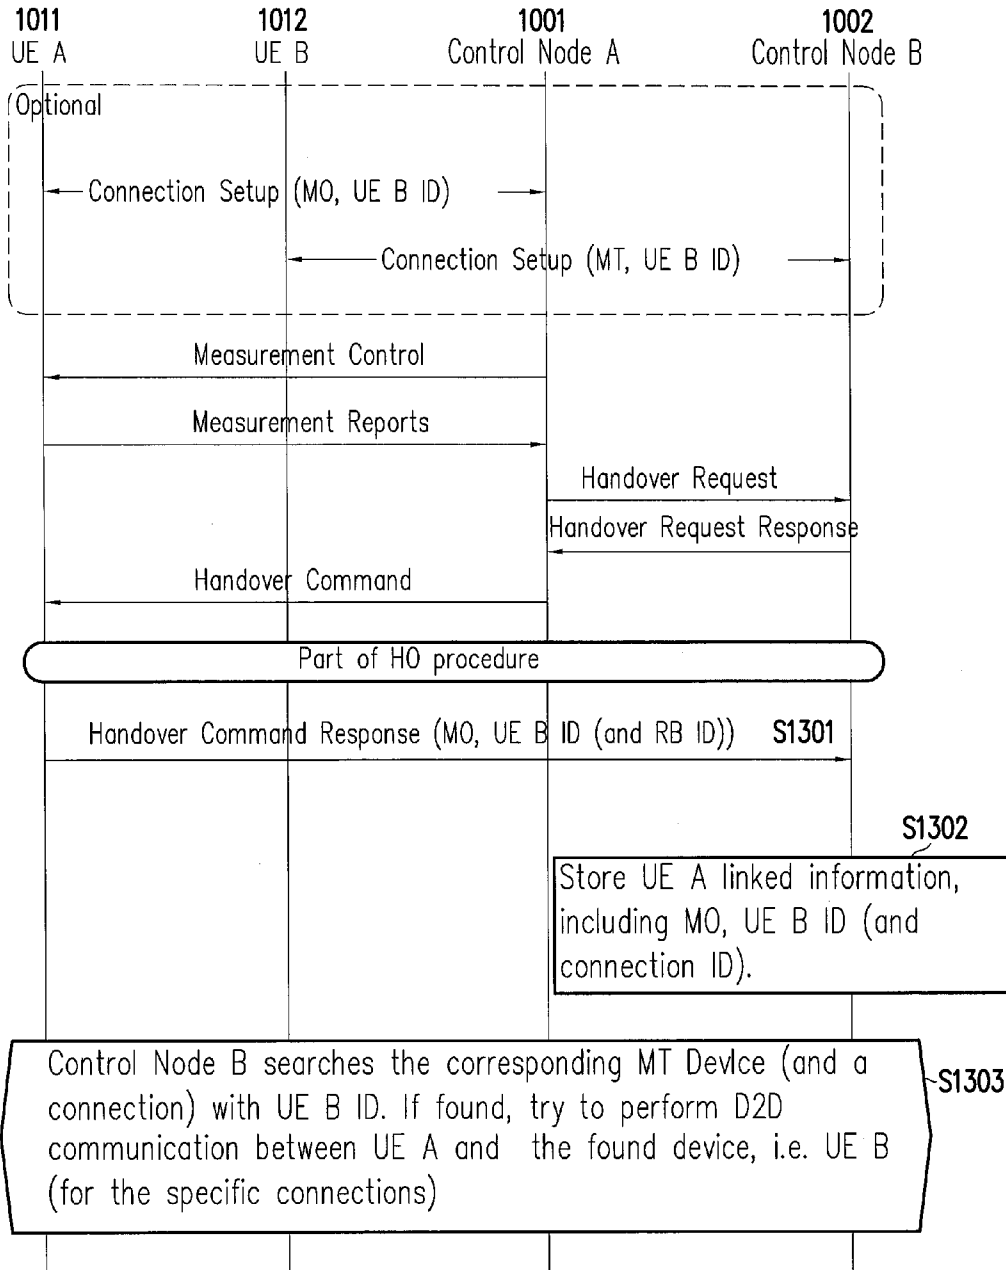 1011 1012 1001 1002
UE A UE B Control Node A Control Node B
Optional
Connection Setup (MO, UE B ID)
Connection Setup (MT, UE B ID)
Measurement Control
Measurement Reports
Handover Request
Handover Request Response
Handover Command
Part of HO procedure
Handover Command Response (MO, UE B ID (and RB ID)) S1301
S1302
Store UE A linked information,
including MO, UE B ID (and
connection ID).
Control Node B searches the corresponding MT Device (and a
connection) with UE B ID. If found, try to perform D2D
communication between UE A and the found device, i.e. UE B
(for the specific connections)
S1303